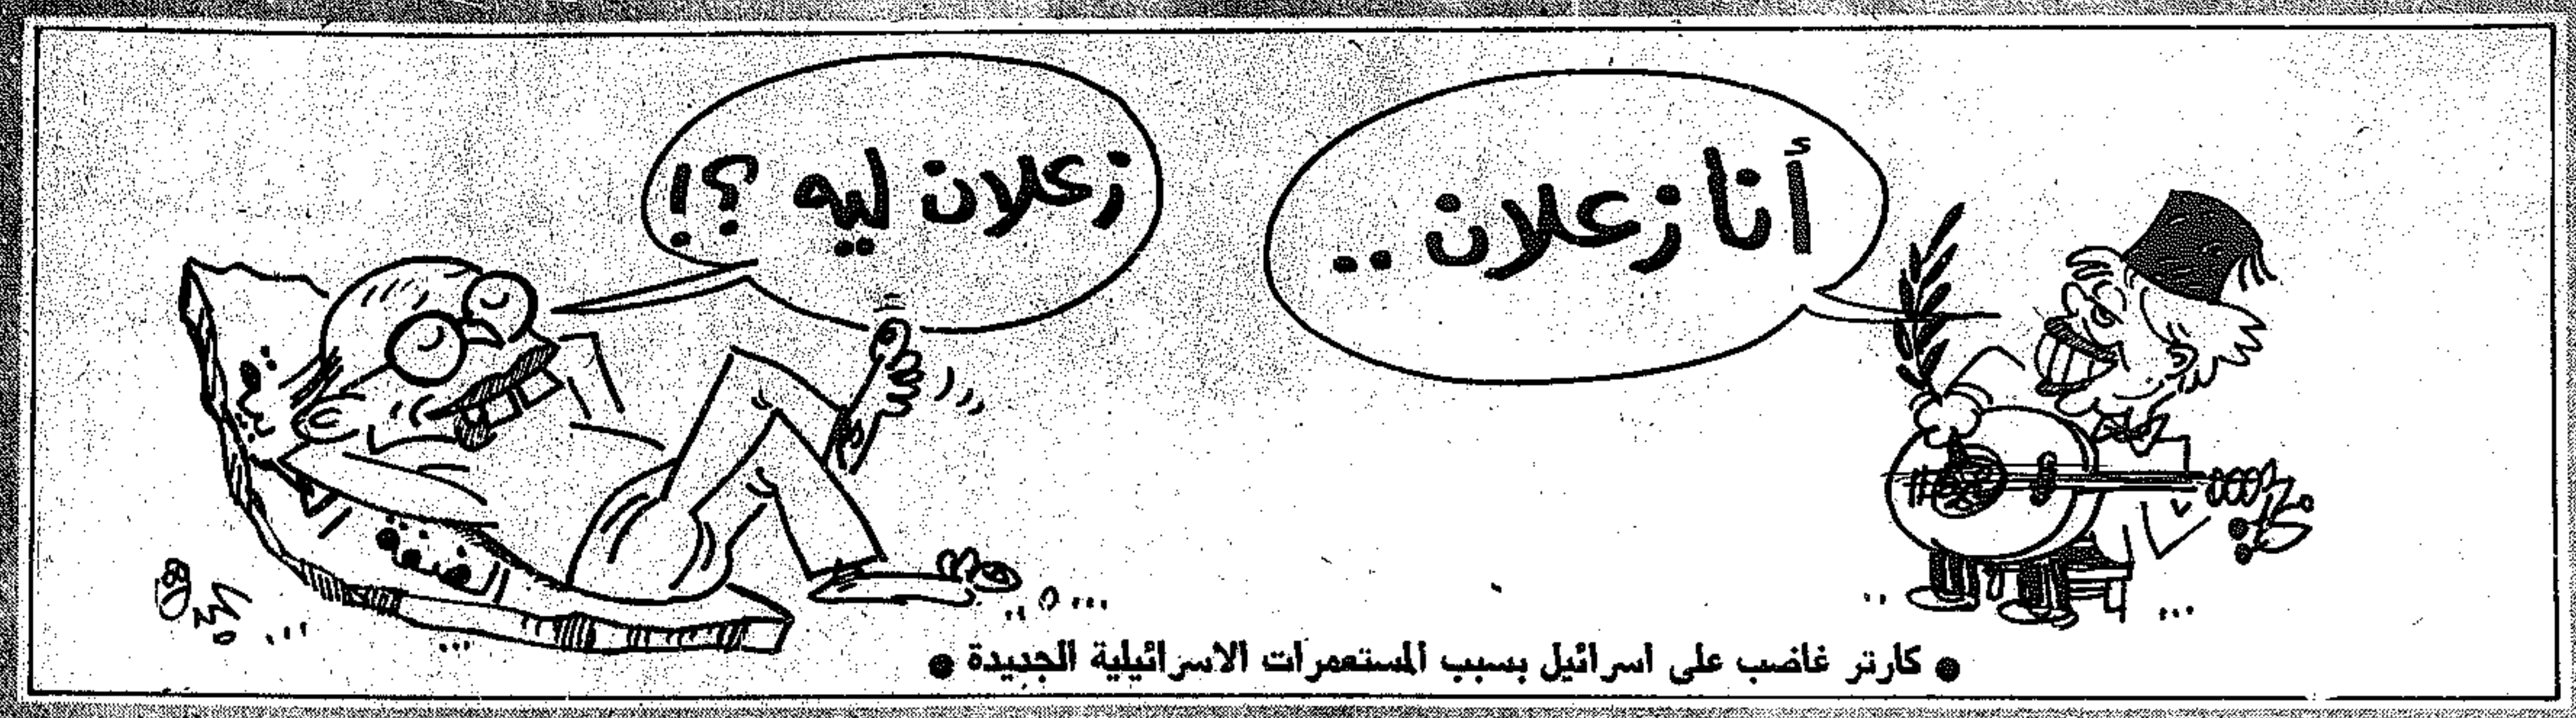 أنا زعلان ..
زعلان ليه ؟!
الضفة
● كارتر غاضب على اسرائيل بسبب المستعمرات الاسرائيلية الجديدة ●